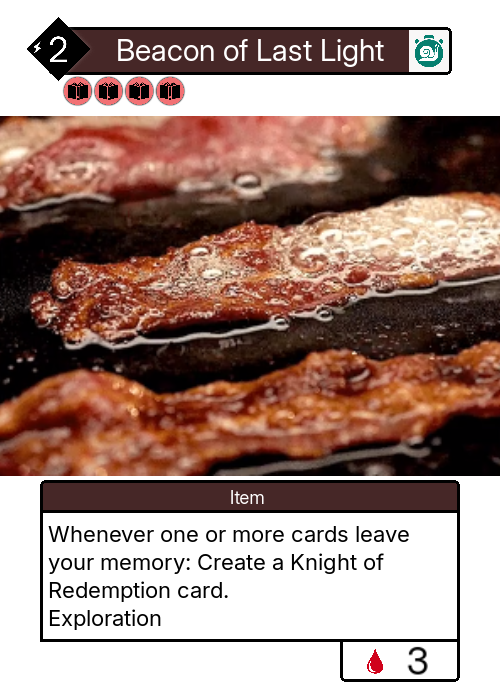 2
Beacon of Last Light
Item
Whenever one or more cards leave
your memory: Create a Knight of
Redemption card.
Exploration
3